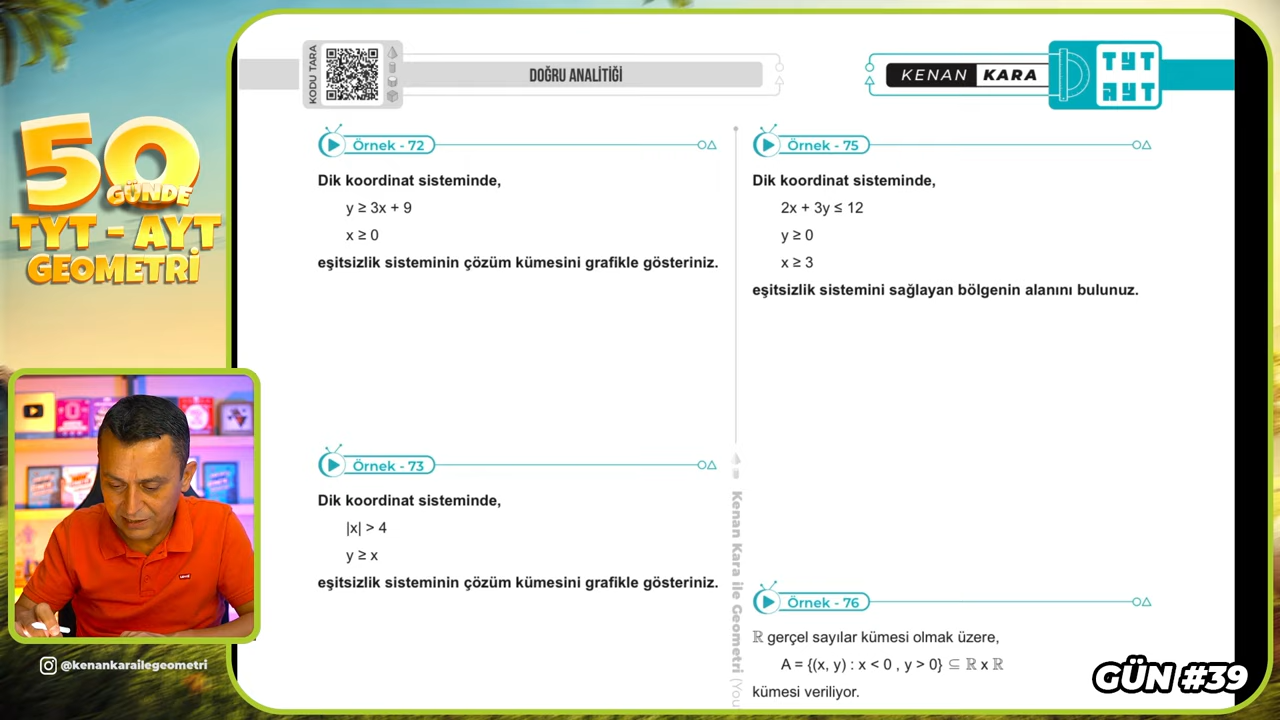 50
GÜNDE
TYT - AYT
GEOMETRİ
@kenankarailegeometri
KODU TARA
DOĞRU ANALİTİĞİ
KENAN KARA
TYT
AYT
Örnek - 72
Dik koordinat sisteminde,
y ≥ 3x + 9
x ≥ 0
eşitsizlik sisteminin çözüm kümesini grafikle gösteriniz.
Örnek - 73
Dik koordinat sisteminde,
|x| > 4
y ≥ x
eşitsizlik sisteminin çözüm kümesini grafikle gösteriniz.
Kenan Kara ile Geometri (You
Örnek - 75
Dik koordinat sisteminde,
2x + 3y ≤ 12
y ≥ 0
x ≥ 3
eşitsizlik sistemini sağlayan bölgenin alanını bulunuz.
Örnek - 76
ℝ gerçel sayılar kümesi olmak üzere,
A = {(x, y) : x < 0 , y > 0} ⊆ ℝ x ℝ
kümesi veriliyor.
GÜN #39